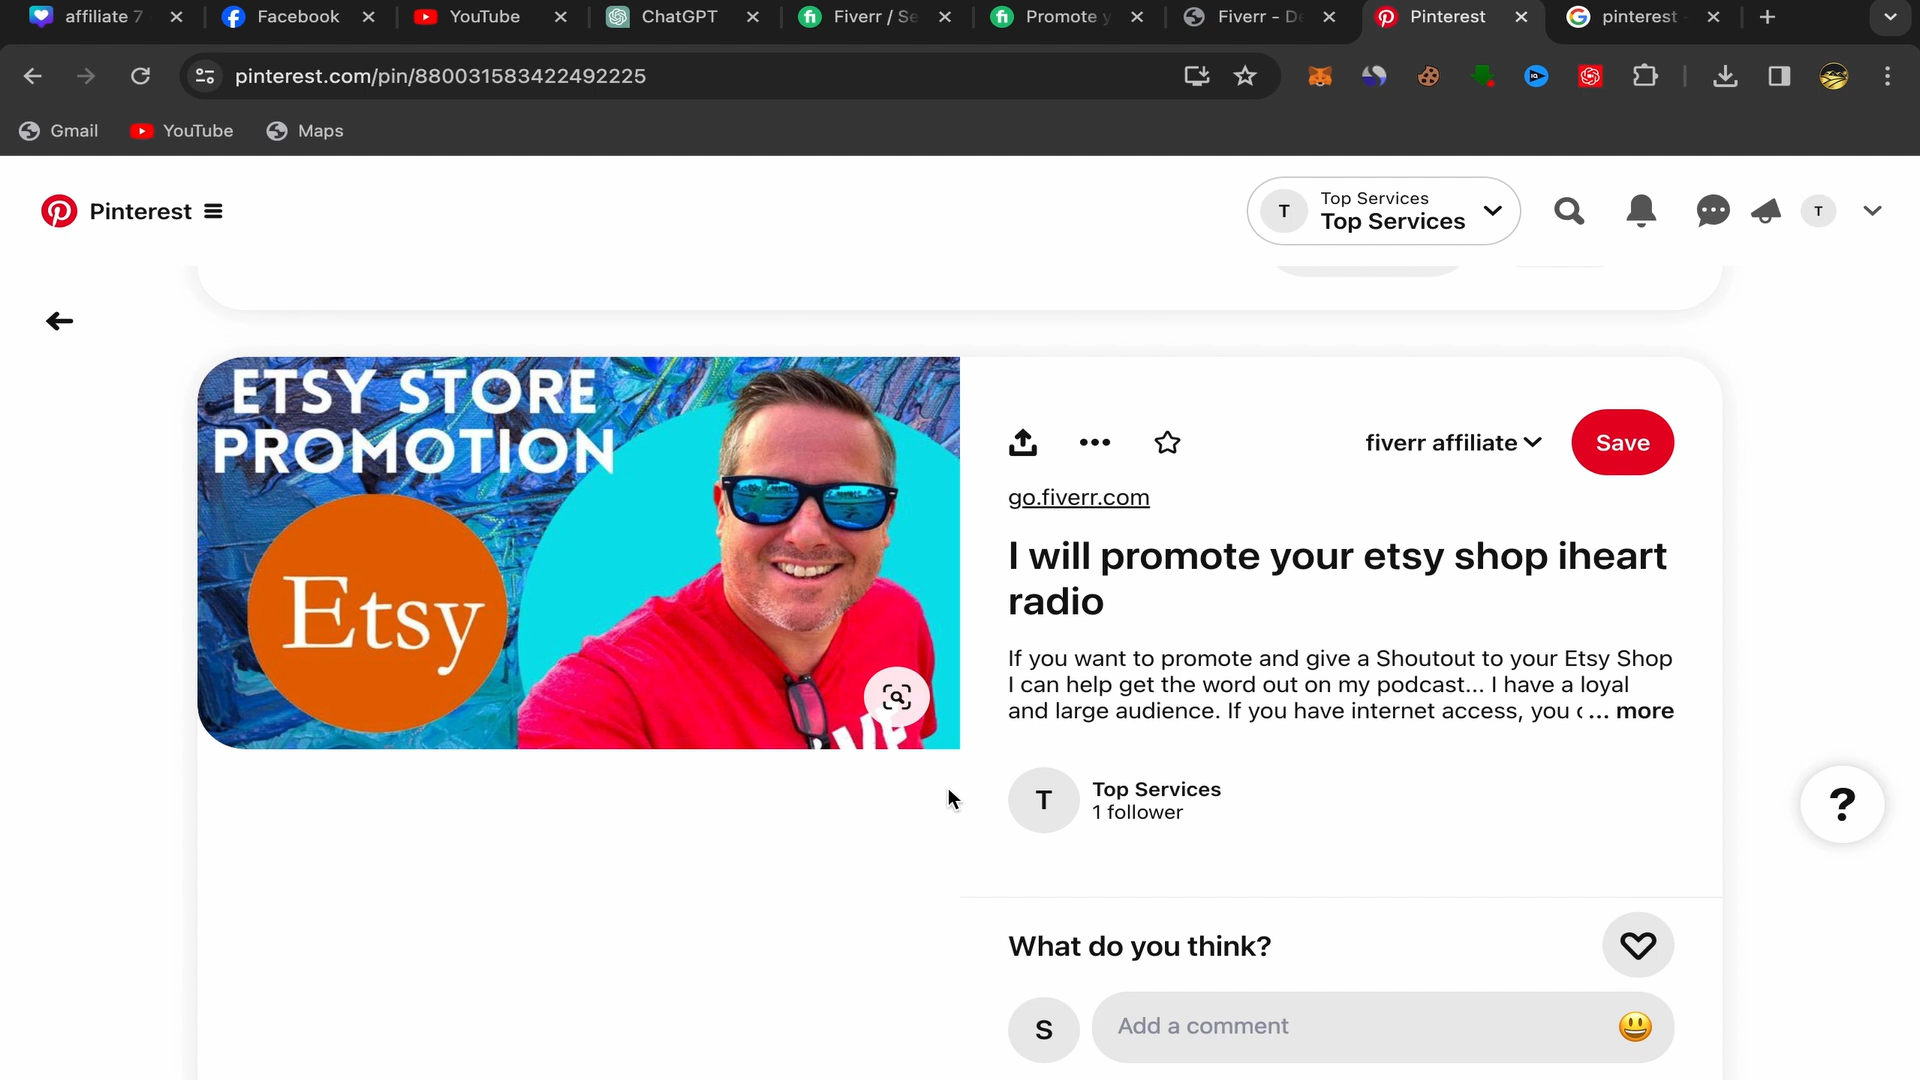 affiliate 7
Facebook
YouTube
ChatGPT
Fiverr / Se
Promote y
Fiverr - De
Pinterest
pinterest -
pinterest.com/pin/880031583422492225
Gmail
YouTube
Maps
Pinterest
T
Top Services
Top Services
T
ETSY STORE
PROMOTION
Etsy
fiverr affiliate
Save
go.fiverr.com
I will promote your etsy shop iheart
radio
If you want to promote and give a Shoutout to your Etsy Shop
I can help get the word out on my podcast... I have a loyal
and large audience. If you have internet access, you c... more
T
Top Services
1 follower
?
What do you think?
S
Add a comment